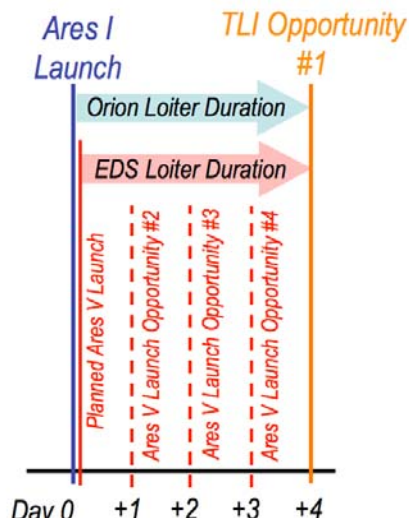 Ares I
Launch
TLI Opportunity
#1
Orion Loiter Duration
EDS Loiter Duration
Planned Ares V Launch
Ares V Launch Opportunity #2
Ares V Launch Opportunity #3
Ares V Launch Opportunity #4
Day 0 +1 +2 +3 +4